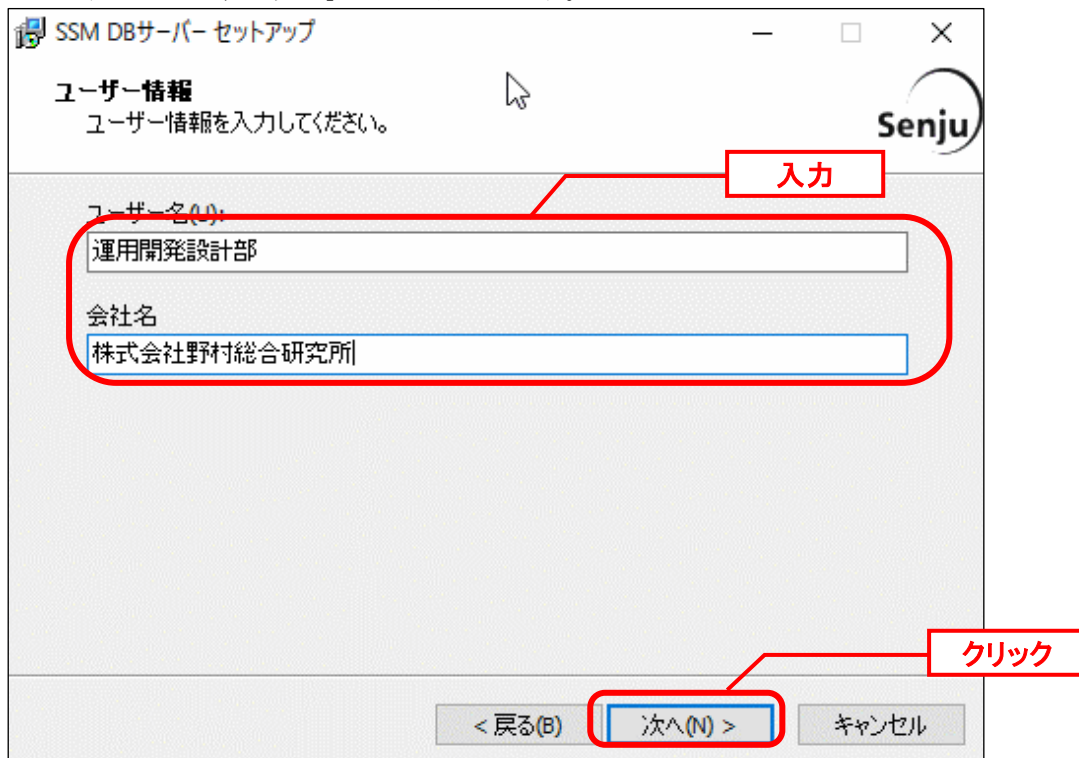 SSM DBサーバー セットアップ
ユーザー情報
ユーザー情報を入力してください。
Senju
入力
ユーザー名(U):
運用開発設計部
会社名
株式会社野村総合研究所
クリック
< 戻る(B)
次へ(N) >
キャンセル